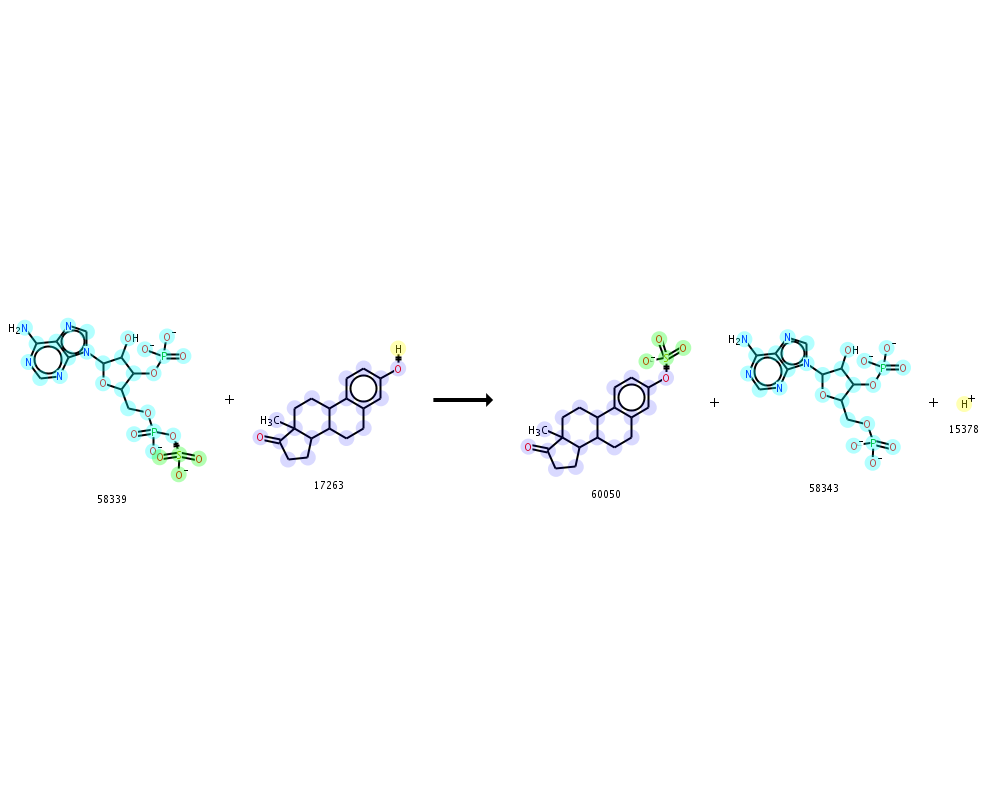 H₂N N N N N OH O⁻ O⁻ P O O O O P O O O⁻ O S O O⁻
58339
+
H O H₃C O
17263
O O O⁻ S O H₃C O
60050
+
H₂N N N N N OH O⁻ O⁻ P O O O O O⁻ P O O⁻
58343
+
H⁺
15378